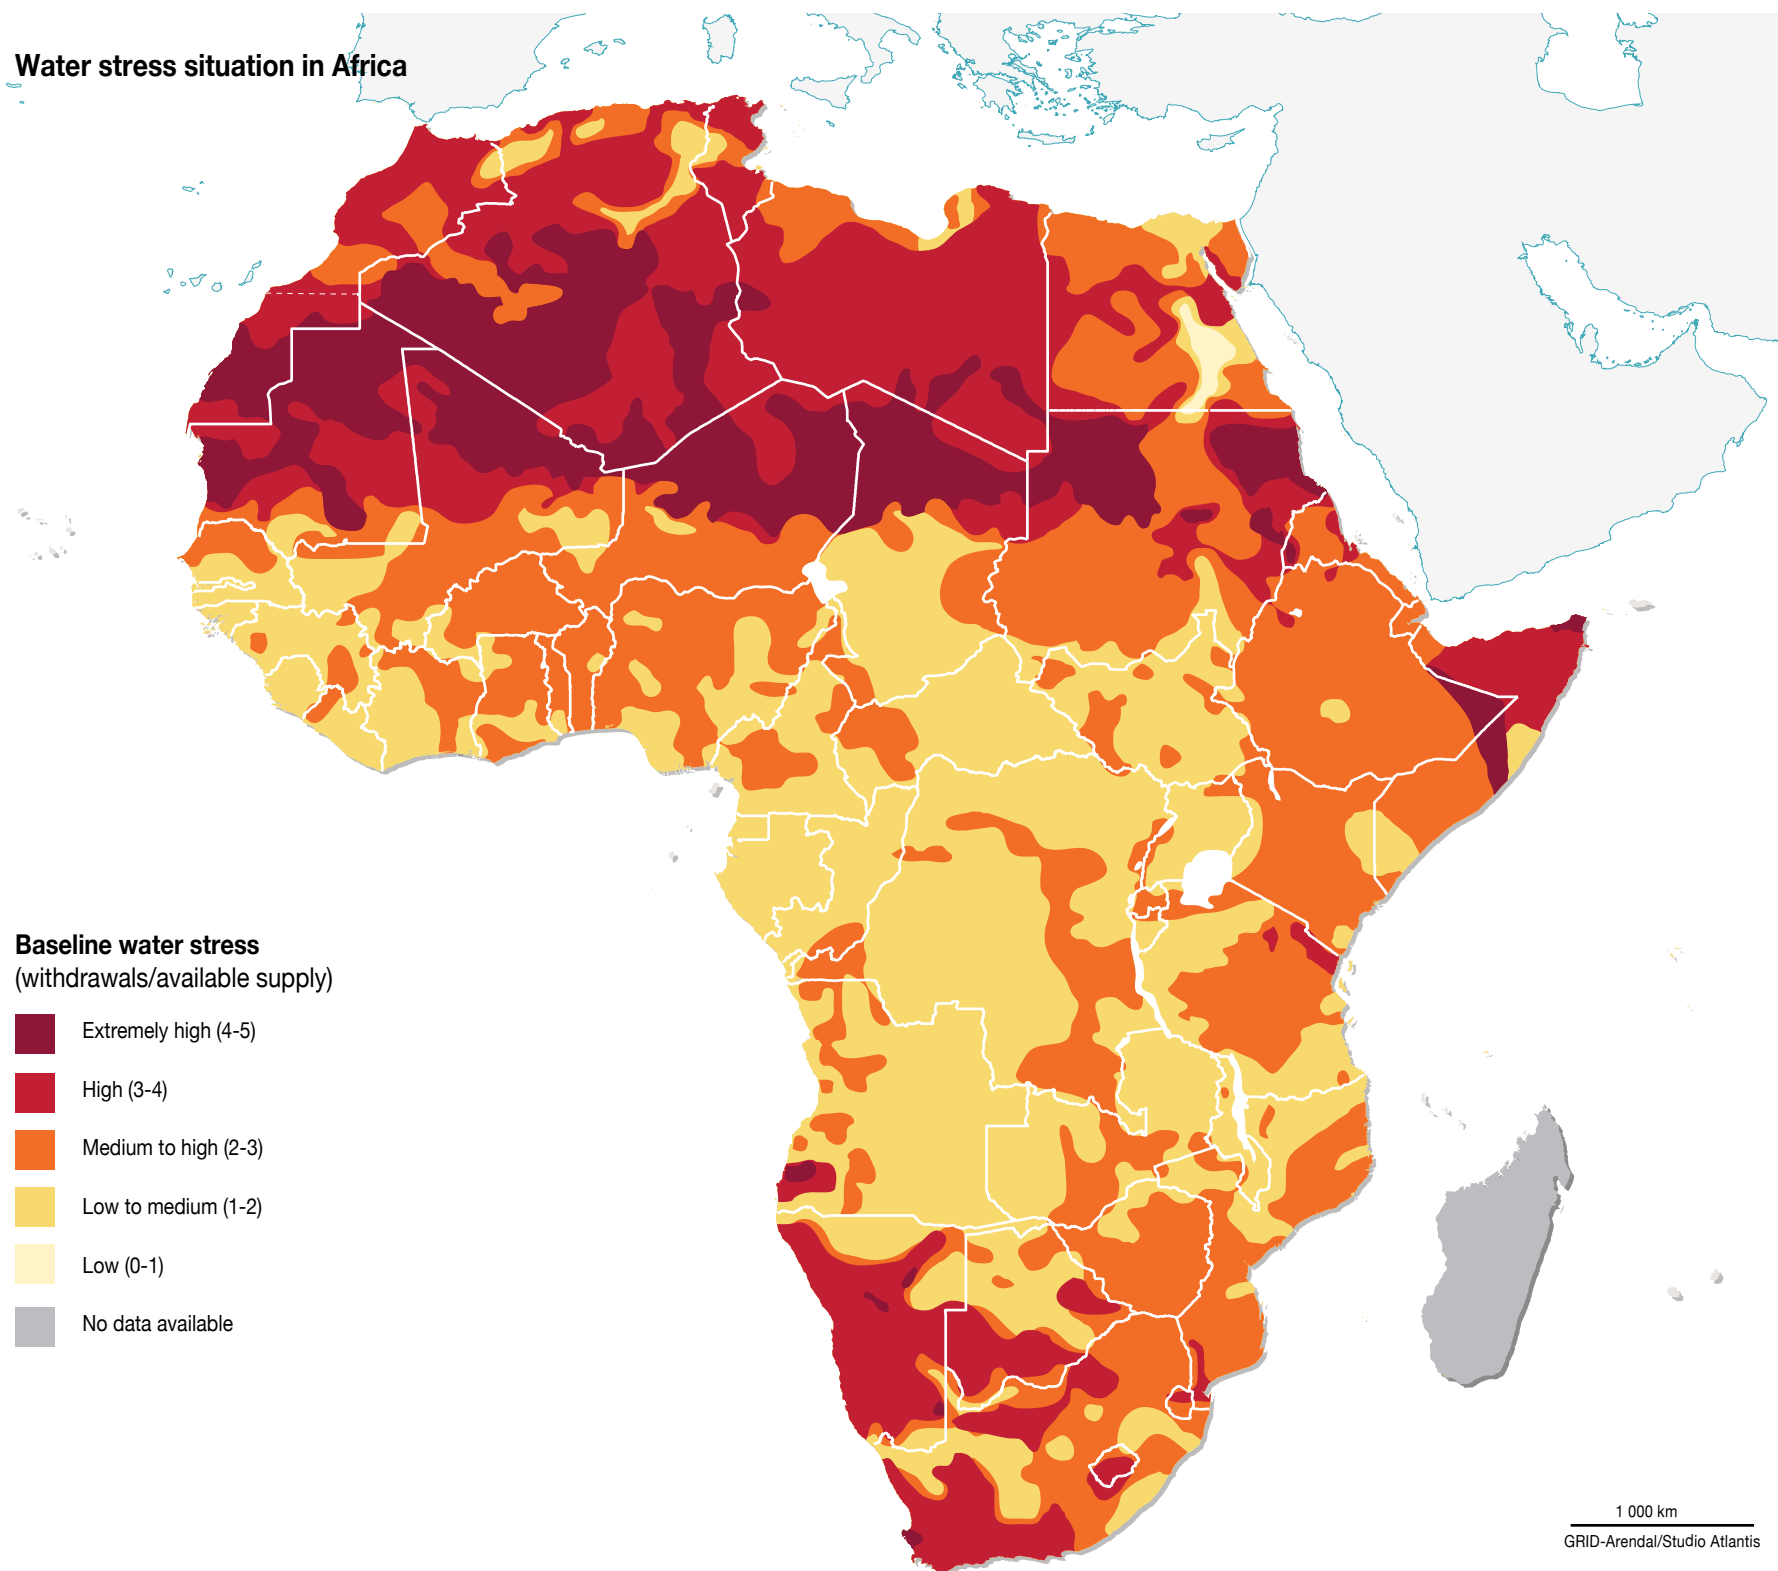 Water stress situation in Africa
Baseline water stress
(withdrawals/available supply)
Extremely high (4-5)
High (3-4)
Medium to high (2-3)
Low to medium (1-2)
Low (0-1)
No data available
1 000 km
GRID-Arendal/Studio Atlantis